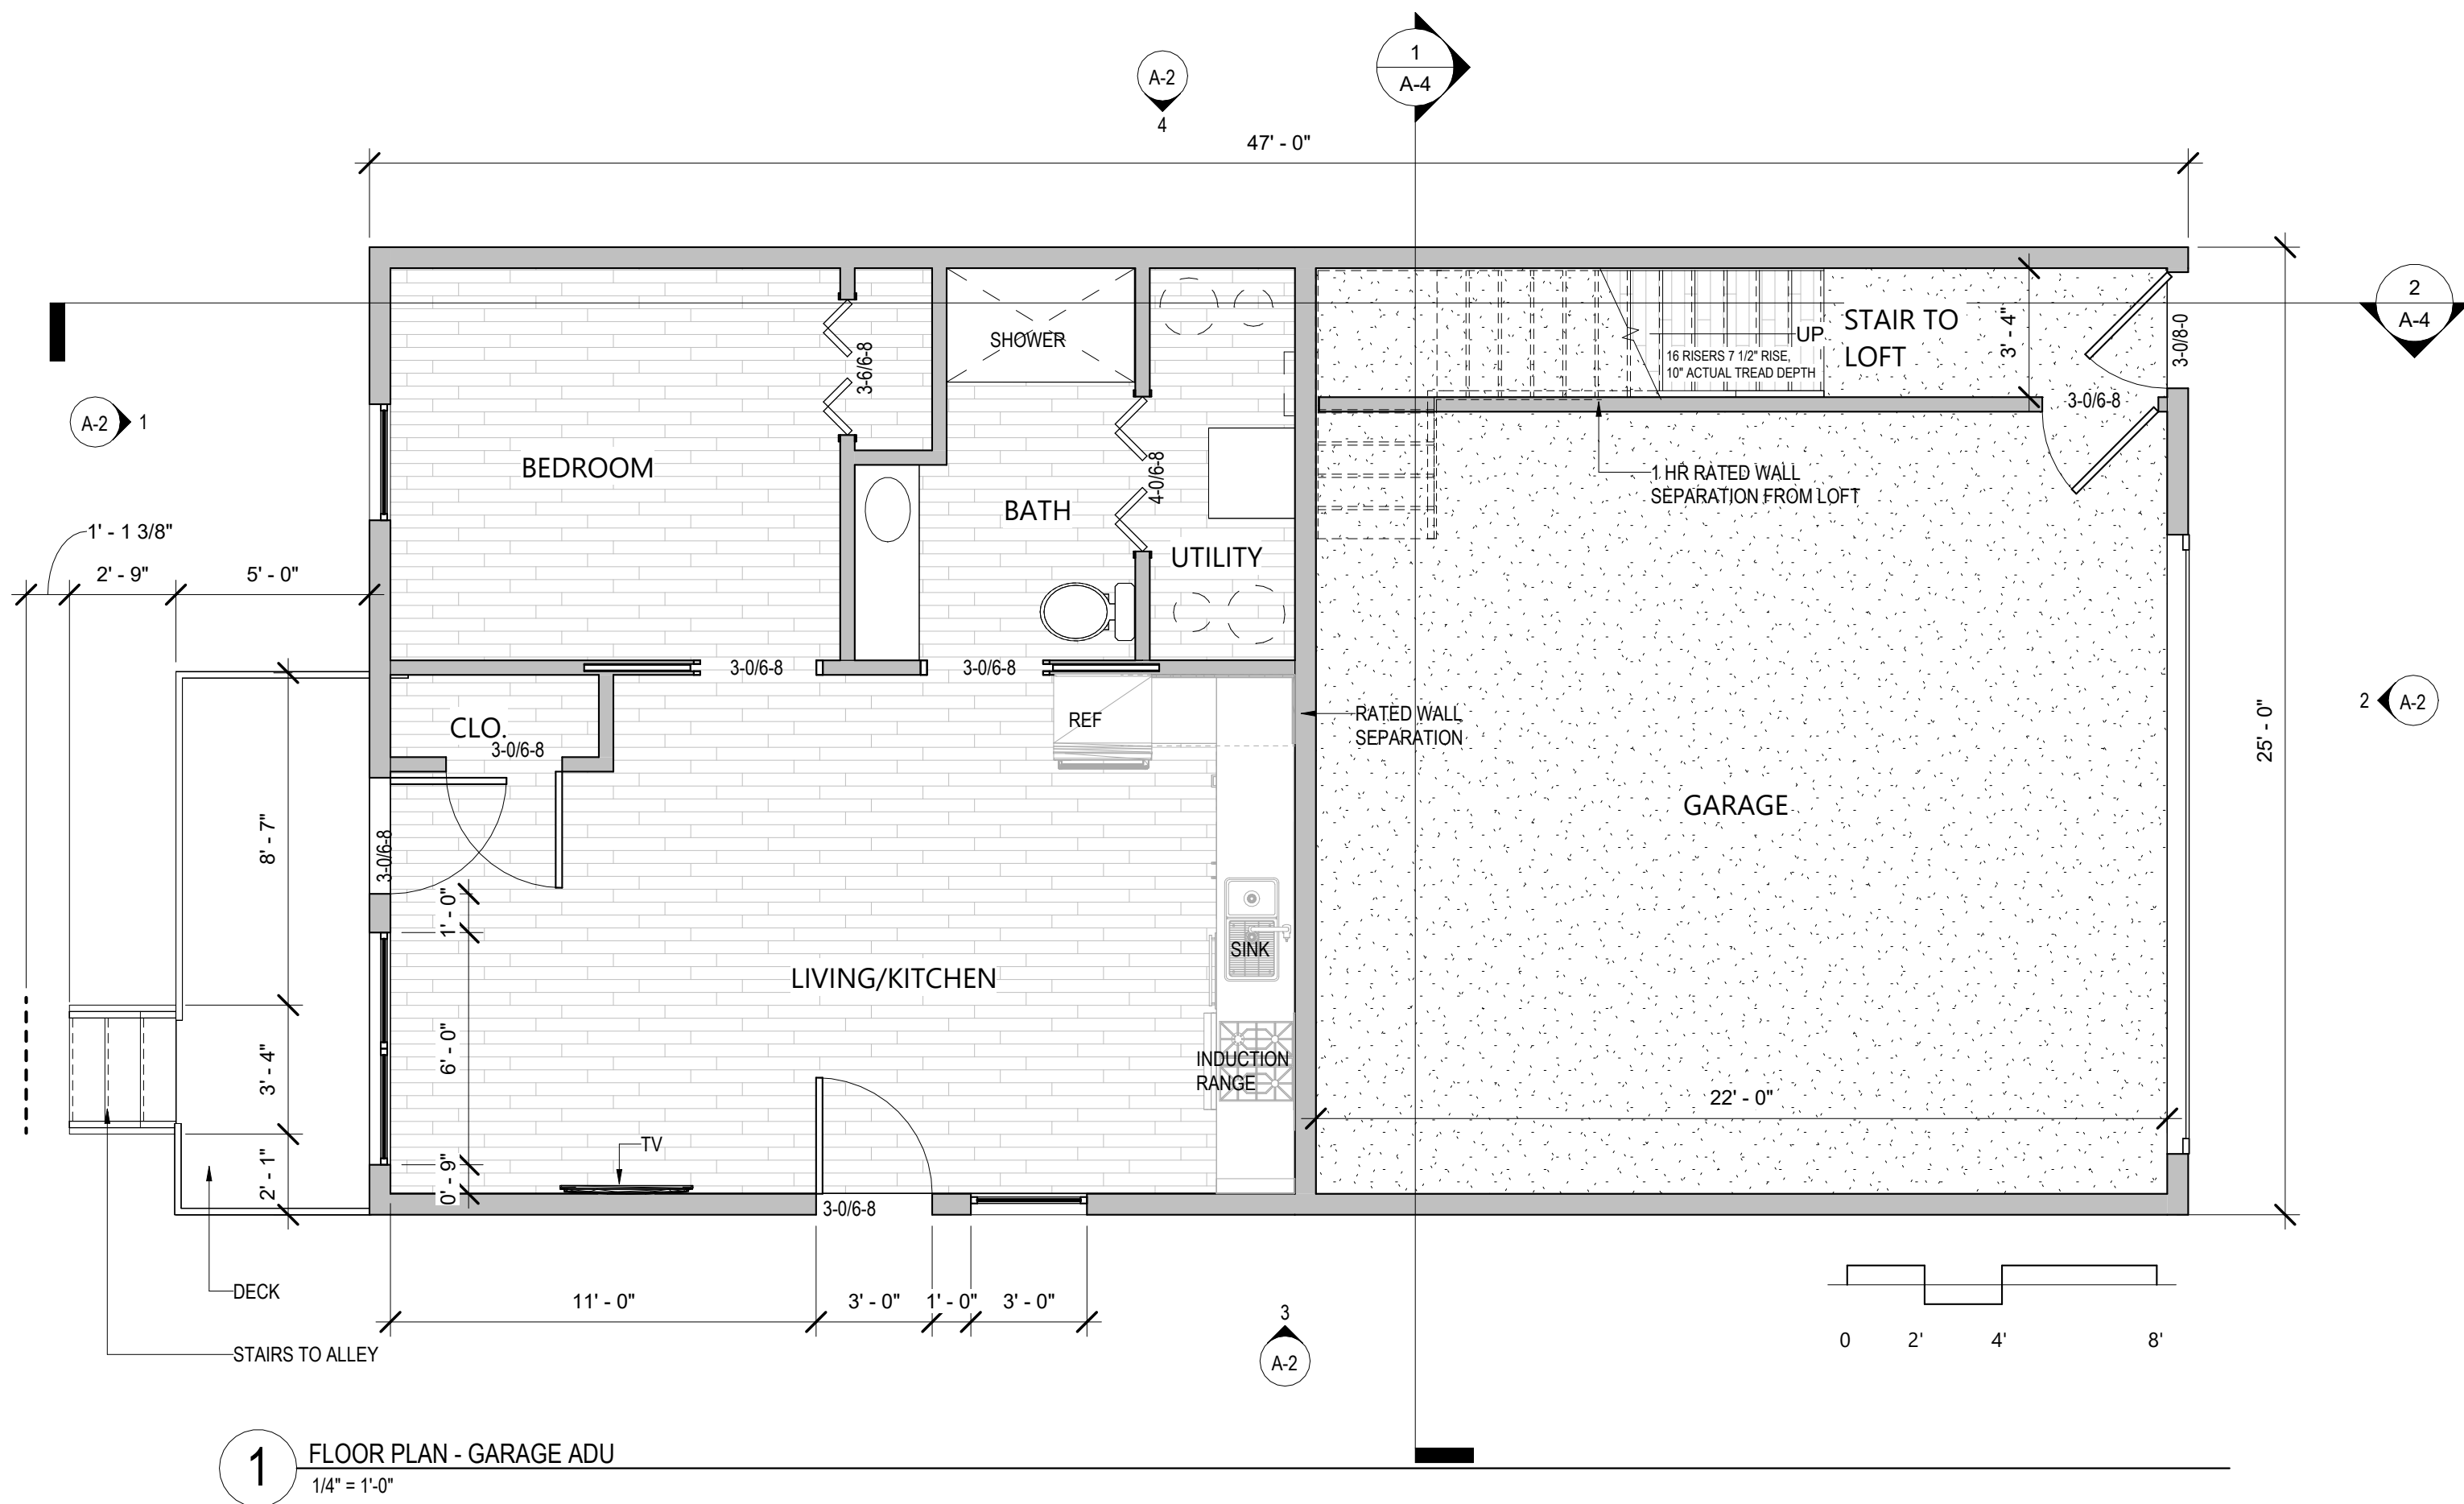 1
A-4
A-2
4
47' - 0"
2
A-4
SHOWER
3-6/6-8
UP
STAIR TO
LOFT
3' - 4"
3-0/8-0
16 RISERS 7 1/2" RISE,
10" ACTUAL TREAD DEPTH
3-0/6-8
A-2
1
BEDROOM
BATH
4-0/6-8
1 HR RATED WALL
SEPARATION FROM LOFT
1' - 1 3/8"
2' - 9"
5' - 0"
UTILITY
3-0/6-8
3-0/6-8
CLO.
3-0/6-8
REF
RATED WALL
SEPARATION
2
A-2
25' - 0"
GARAGE
8' - 7"
3-0/6-8
1' - 0"
SINK
LIVING/KITCHEN
6' - 0"
3' - 4"
INDUCTION
RANGE
22' - 0"
TV
0' - 9"
2' - 1"
3-0/6-8
DECK
11' - 0"
3' - 0"
1' - 0"
3' - 0"
3
A-2
STAIRS TO ALLEY
0
2'
4'
8'
1
FLOOR PLAN - GARAGE ADU
1/4" = 1'-0"